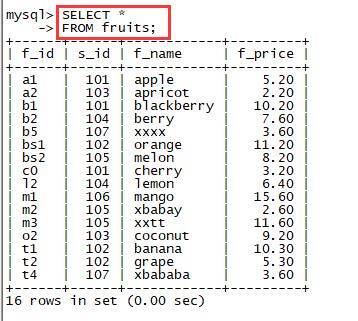 mysql> SELECT *
    -> FROM fruits;
+------+------+------------+---------+
| f_id | s_id | f_name     | f_price |
+------+------+------------+---------+
| a1   |  101 | apple      |    5.20 |
| a2   |  103 | apricot    |    2.20 |
| b1   |  101 | blackberry |   10.20 |
| b2   |  104 | berry      |    7.60 |
| b5   |  107 | xxxx       |    3.60 |
| bs1  |  102 | orange     |   11.20 |
| bs2  |  105 | melon      |    8.20 |
| c0   |  101 | cherry     |    3.20 |
| l2   |  104 | lemon      |    6.40 |
| m1   |  106 | mango      |   15.60 |
| m2   |  105 | xbabay     |    2.60 |
| m3   |  105 | xxtt       |   11.60 |
| o2   |  103 | coconut    |    9.20 |
| t1   |  102 | banana     |   10.30 |
| t2   |  102 | grape      |    5.30 |
| t4   |  107 | xbababa    |    3.60 |
+------+------+------------+---------+
16 rows in set (0.00 sec)